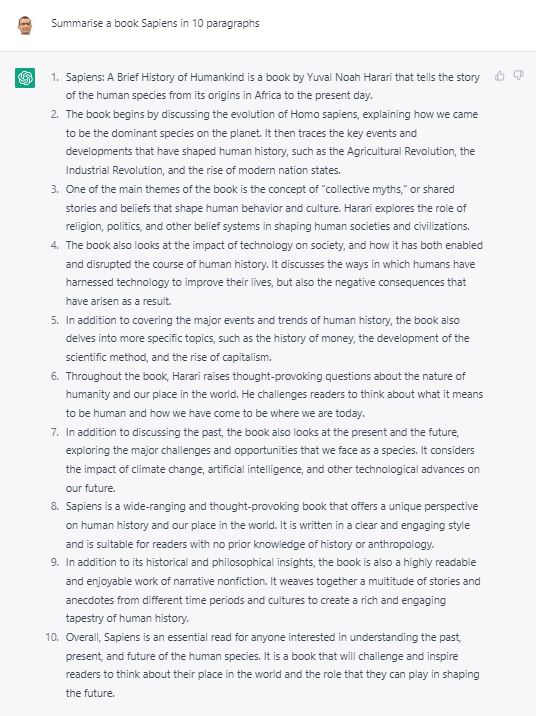 Summarise a book Sapiens in 10 paragraphs
1. Sapiens: A Brief History of Humankind is a book by Yuval Noah Harari that tells the story
of the human species from its origins in Africa to the present day.
2. The book begins by discussing the evolution of Homo sapiens, explaining how we came
to be the dominant species on the planet. It then traces the key events and
developments that have shaped human history, such as the Agricultural Revolution, the
Industrial Revolution, and the rise of modern nation states.
3. One of the main themes of the book is the concept of "collective myths," or shared
stories and beliefs that shape human behavior and culture. Harari explores the role of
religion, politics, and other belief systems in shaping human societies and civilizations.
4. The book also looks at the impact of technology on society, and how it has both enabled
and disrupted the course of human history. It discusses the ways in which humans have
harnessed technology to improve their lives, but also the negative consequences that
have arisen as a result.
5. In addition to covering the major events and trends of human history, the book also
delves into more specific topics, such as the history of money, the development of the
scientific method, and the rise of capitalism.
6. Throughout the book, Harari raises thought-provoking questions about the nature of
humanity and our place in the world. He challenges readers to think about what it means
to be human and how we have come to be where we are today.
7. In addition to discussing the past, the book also looks at the present and the future,
exploring the major challenges and opportunities that we face as a species. It considers
the impact of climate change, artificial intelligence, and other technological advances on
our future.
8. Sapiens is a wide-ranging and thought-provoking book that offers a unique perspective
on human history and our place in the world. It is written in a clear and engaging style
and is suitable for readers with no prior knowledge of history or anthropology.
9. In addition to its historical and philosophical insights, the book is also a highly readable
and enjoyable work of narrative nonfiction. It weaves together a multitude of stories and
anecdotes from different time periods and cultures to create a rich and engaging
tapestry of human history.
10. Overall, Sapiens is an essential read for anyone interested in understanding the past,
present, and future of the human species. It is a book that will challenge and inspire
readers to think about their place in the world and the role that they can play in shaping
the future.